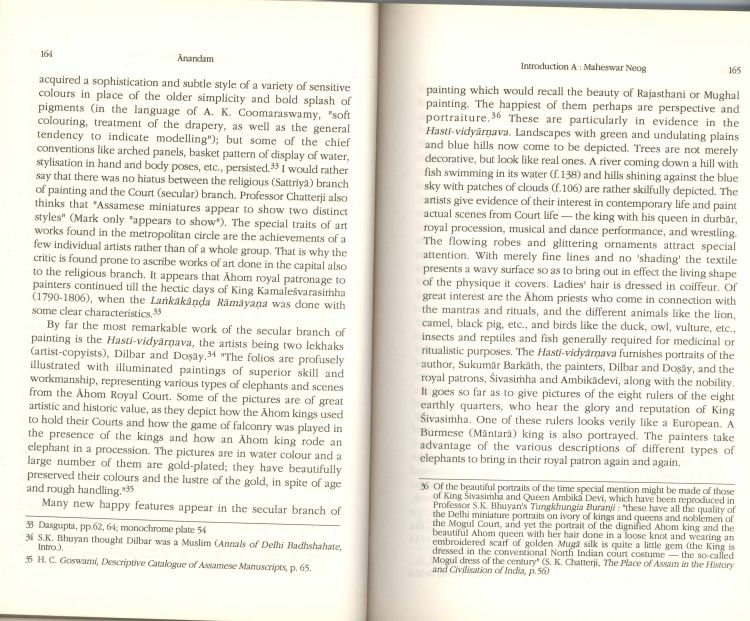 164
Ānandam
acquired a sophistication and subtle style of a variety of sensitive
colours in place of the older simplicity and bold splash of
pigments (in the language of A. K. Coomaraswamy, "soft
colouring, treatment of the drapery, as well as the general
tendency to indicate modelling"); but some of the chief
conventions like arched panels, basket pattern of display of water,
stylisation in hand and body poses, etc., persisted.33 I would rather
say that there was no hiatus between the religious (Sattriyā) branch
of painting and the Court (secular) branch. Professor Chatterji also
thinks that "Assamese miniatures appear to show two distinct
styles" (Mark only "appears to show"). The special traits of art
works found in the metropolitan circle are the achievements of a
few individual artists rather than of a whole group. That is why the
critic is found prone to ascribe works of art done in the capital also
to the religious branch. It appears that Āhom royal patronage to
painters continued till the hectic days of King Kamaleśvarasiṁha
(1790-1806), when the Laṅkākāṇḍa Rāmāyaṇa was done with
some clear characteristics.33
By far the most remarkable work of the secular branch of
painting is the Hasti-vidyārṇava, the artists being two lekhaks
(artist-copyists), Dilbar and Doṣāy.34 "The folios are profusely
illustrated with illuminated paintings of superior skill and
workmanship, representing various types of elephants and scenes
from the Āhom Royal Court. Some of the pictures are of great
artistic and historic value, as they depict how the Āhom kings used
to hold their Courts and how the game of falconry was played in
the presence of the kings and how an Āhom king rode an
elephant in a procession. The pictures are in water colour and a
large number of them are gold-plated; they have beautifully
preserved their colours and the lustre of the gold, in spite of age
and rough handling."35
Many new happy features appear in the secular branch of
33 Dasgupta, pp.62, 64; monochrome plate 54
34 S.K. Bhuyan thought Dilbar was a Muslim (Annals of Delhi Badhshahate,
Intro.).
35 H. C. Goswami, Descriptive Catalogue of Assamese Manuscripts, p. 65.
Introduction A : Maheswar Neog
165
painting which would recall the beauty of Rajasthani or Mughal
painting. The happiest of them perhaps are perspective and
portraiture.36 These are particularly in evidence in the
Hasti-vidyārṇava. Landscapes with green and undulating plains
and blue hills now come to be depicted. Trees are not merely
decorative, but look like real ones. A river coming down a hill with
fish swimming in its water (f.138) and hills shining against the blue
sky with patches of clouds (f.106) are rather skilfully depicted. The
artists give evidence of their interest in contemporary life and paint
actual scenes from Court life — the king with his queen in durbār,
royal procession, musical and dance performance, and wrestling.
The flowing robes and glittering ornaments attract special
attention. With merely fine lines and no 'shading' the textile
presents a wavy surface so as to bring out in effect the living shape
of the physique it covers. Ladies' hair is dressed in coiffeur. Of
great interest are the Āhom priests who come in connection with
the mantras and rituals, and the different animals like the lion,
camel, black pig, etc., and birds like the duck, owl, vulture, etc.,
insects and reptiles and fish generally required for medicinal or
ritualistic purposes. The Hasti-vidyārṇava furnishes portraits of the
author, Sukumār Barkāth, the painters, Dilbar and Doṣāy, and the
royal patrons, Śivasiṁha and Ambikādevī, along with the nobility.
It goes so far as to give pictures of the eight rulers of the eight
earthly quarters, who hear the glory and reputation of King
Śivasiṁha. One of these rulers looks verily like a European. A
Burmese (Māntarā) king is also portrayed. The painters take
advantage of the various descriptions of different types of
elephants to bring in their royal patron again and again.
36 Of the beautiful portraits of the time special mention might be made of those
of King Śivasiṁha and Queen Ambikā Devi, which have been reproduced in
Professor S.K. Bhuyan's Tungkhungia Buranji : "these have all the quality of
the Delhi miniature portraits on ivory of kings and queens and noblemen of
the Mogul Court, and yet the portrait of the dignified Āhom king and the
beautiful Āhom queen with her hair done in a loose knot and wearing an
embroidered scarf of golden Mugā silk is quite a little gem (the King is
dressed in the conventional North Indian court costume — the so-called
Mogul dress of the century" (S. K. Chatterji, The Place of Assam in the History
and Civilisation of India, p.56)